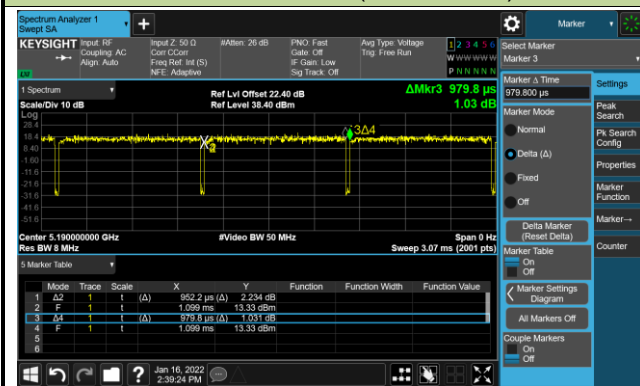 Spectrum Analyzer 1
Swept SA
Marker
KEYSIGHT
Input: RF
Coupling: AC
Align: Auto
Input Z: 50 Ω
Corr CCorr
Freq Ref: Int (S)
NFE: Adaptive
#Atten: 26 dB
PNO: Fast
Gate: Off
IF Gain: Low
Sig Track: Off
Avg Type: Voltage
Trig: Free Run
1 2 3 4 5 6
W W W W W W
P N N N N N
LXI
1 Spectrum
Scale/Div 10 dB
Ref Lvl Offset 22.40 dB
Ref Level 38.40 dBm
ΔMkr3 979.8 µs
1.03 dB
Log
28.4
18.4
8.40
-1.60
-11.6
-21.6
-31.6
-41.6
-51.6
3Δ4
Center 5.190000000 GHz
Res BW 8 MHz
#Video BW 50 MHz
Span 0 Hz
Sweep 3.07 ms (2001 pts)
5 Marker Table
Mode Trace Scale X Y Function Function Width Function Value
1 Δ2 1 t (Δ) 952.2 µs (Δ) 2.234 dB
2 F 1 t 1.099 ms 13.33 dBm
3 Δ4 1 t (Δ) 979.8 µs (Δ) 1.031 dB
4 F 1 t 1.099 ms 13.33 dBm
5
6
Jan 16, 2022
2:39:24 PM
Select Marker
Marker 3
Marker Δ Time
979.800 µs
Marker Mode
Normal
Delta (Δ)
Fixed
Off
Delta Marker
(Reset Delta)
Marker Table
On
Off
Marker Settings
Diagram
All Markers Off
Couple Markers
On
Off
Settings
Peak
Search
Pk Search
Config
Properties
Marker
Function
Marker→
Counter